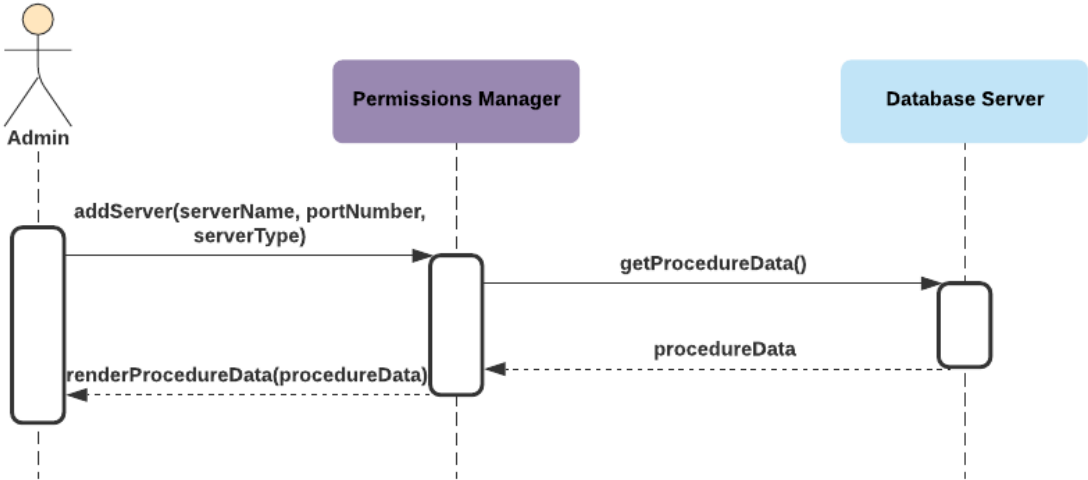 Permissions Manager
Database Server
Admin
addServer(serverName, portNumber,
serverType)
getProcedureData()
procedureData
renderProcedureData(procedureData)